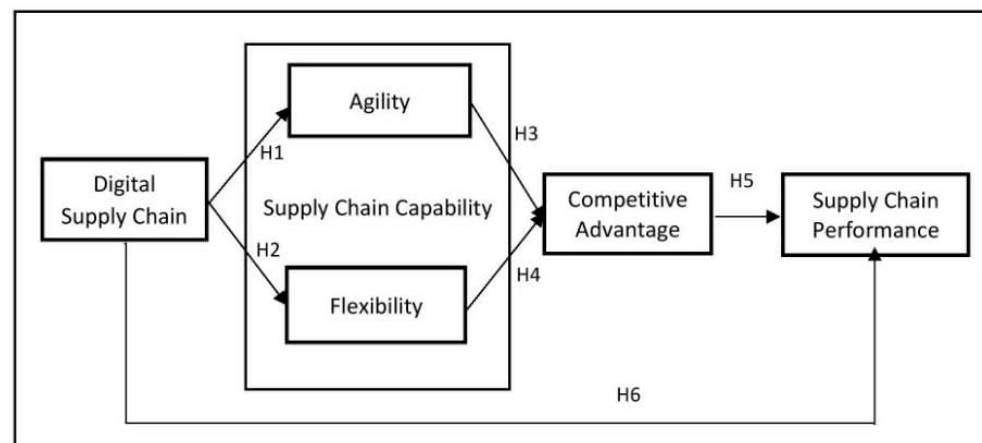 Agility
H3
H1
Digital
Supply Chain
Supply Chain Capability
H2
Competitive
Advantage
H5
Supply Chain
Performance
H4
Flexibility
H6